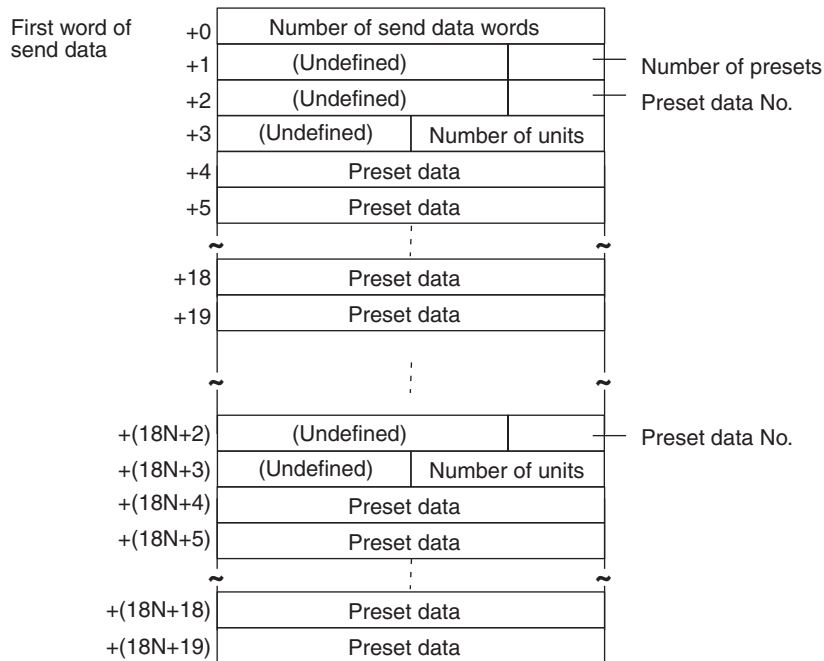 First word of
send data
+0 Number of send data words
+1 (Undefined) Number of presets
+2 (Undefined) Preset data No.
+3 (Undefined) Number of units
+4 Preset data
+5 Preset data
~ ~
+18 Preset data
+19 Preset data
~ ~
+(18N+2) (Undefined) Preset data No.
+(18N+3) (Undefined) Number of units
+(18N+4) Preset data
+(18N+5) Preset data
~ ~
+(18N+18) Preset data
+(18N+19) Preset data